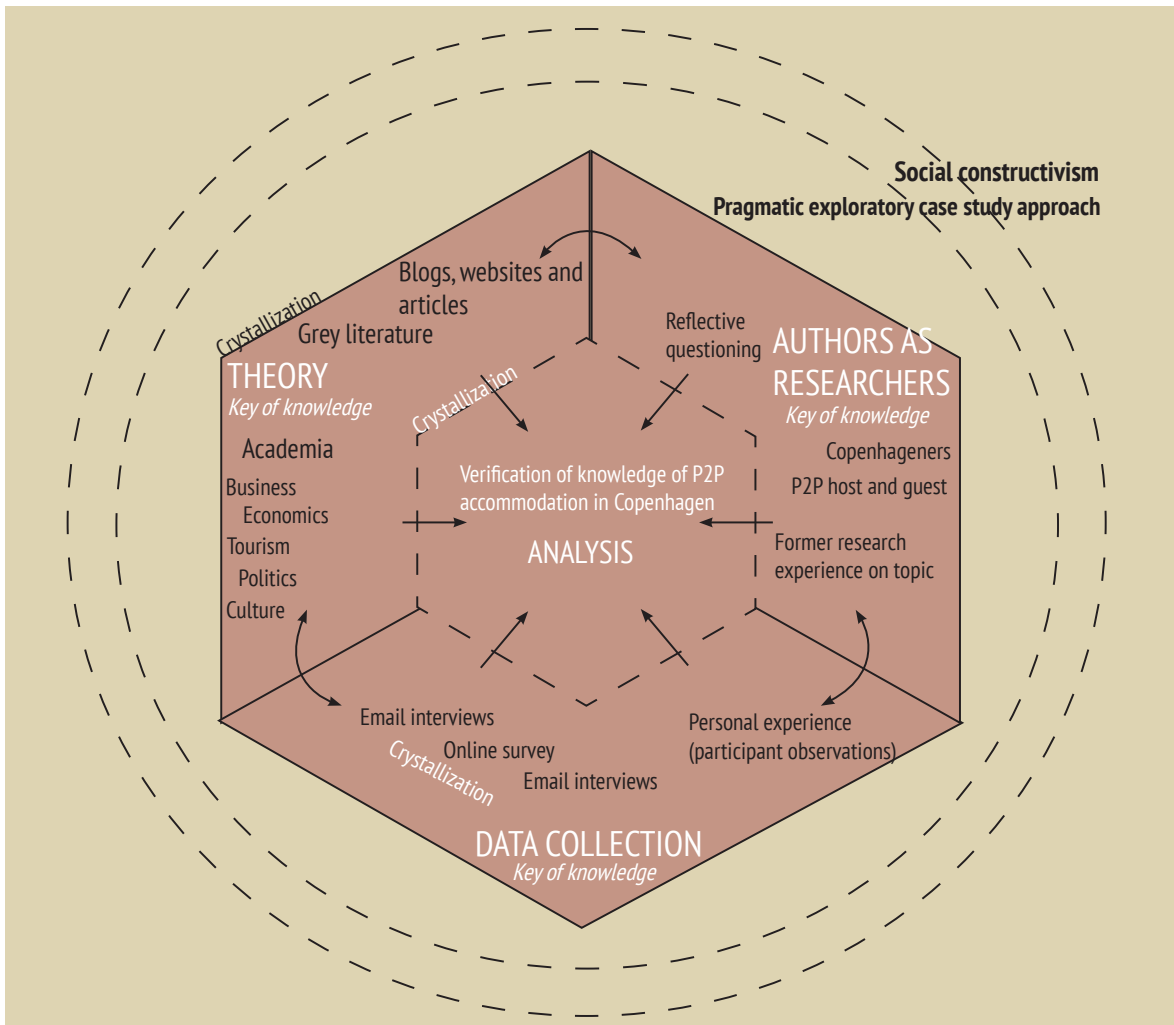 Social constructivism
Pragmatic exploratory case study approach
Blogs, websites and
articles
Crystallization
Grey literature
THEORY
Key of knowledge
Academia
Business
Economics
Tourism
Politics
Culture
Reflective
questioning
AUTHORS AS
RESEARCHERS
Key of knowledge
Copenhageners
P2P host and guest
Former research
experience on topic
Crystallization
Verification of knowledge of P2P
accommodation in Copenhagen
ANALYSIS
Email interviews
Online survey
Crystallization
Email interviews
Personal experience
(participant observations)
DATA COLLECTION
Key of knowledge